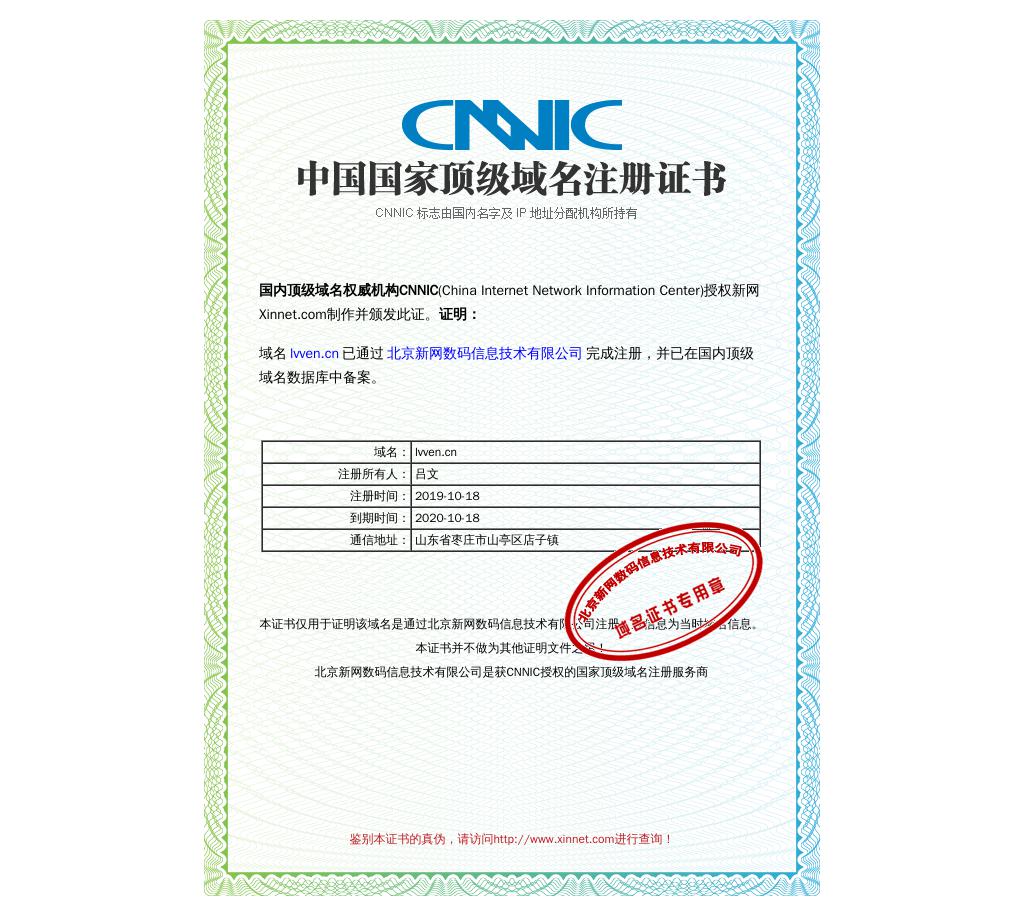 CNNIC
中国国家顶级域名注册证书
CNNIC 标志由国内名字及 IP 地址分配机构所持有
国内顶级域名权威机构CNNIC(China Internet Network Information Center)授权新网
Xinnet.com制作并颁发此证。证明：
域名 lvven.cn 已通过 北京新网数码信息技术有限公司 完成注册，并已在国内顶级
域名数据库中备案。
域名： lvven.cn
注册所有人： 吕文
注册时间： 2019-10-18
到期时间： 2020-10-18
通信地址： 山东省枣庄市山亭区店子镇
北京新网数码信息技术有限公司
域名证书专用章
本证书仅用于证明该域名是通过北京新网数码信息技术有限公司注册 信息为当时 信息。
本证书并不做为其他证明文件之 ！
北京新网数码信息技术有限公司是获CNNIC授权的国家顶级域名注册服务商
鉴别本证书的真伪，请访问http://www.xinnet.com进行查询！